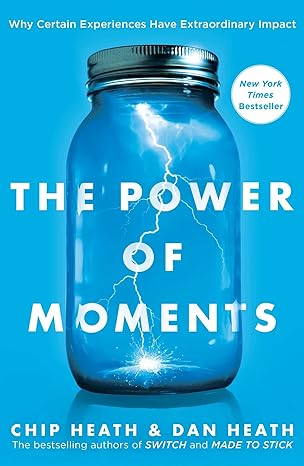 Why Certain Experiences Have Extraordinary Impact
New York
Times
Bestseller
THE POWER
OF
MOMENTS
CHIP HEATH & DAN HEATH
The bestselling authors of SWITCH and MADE TO STICK